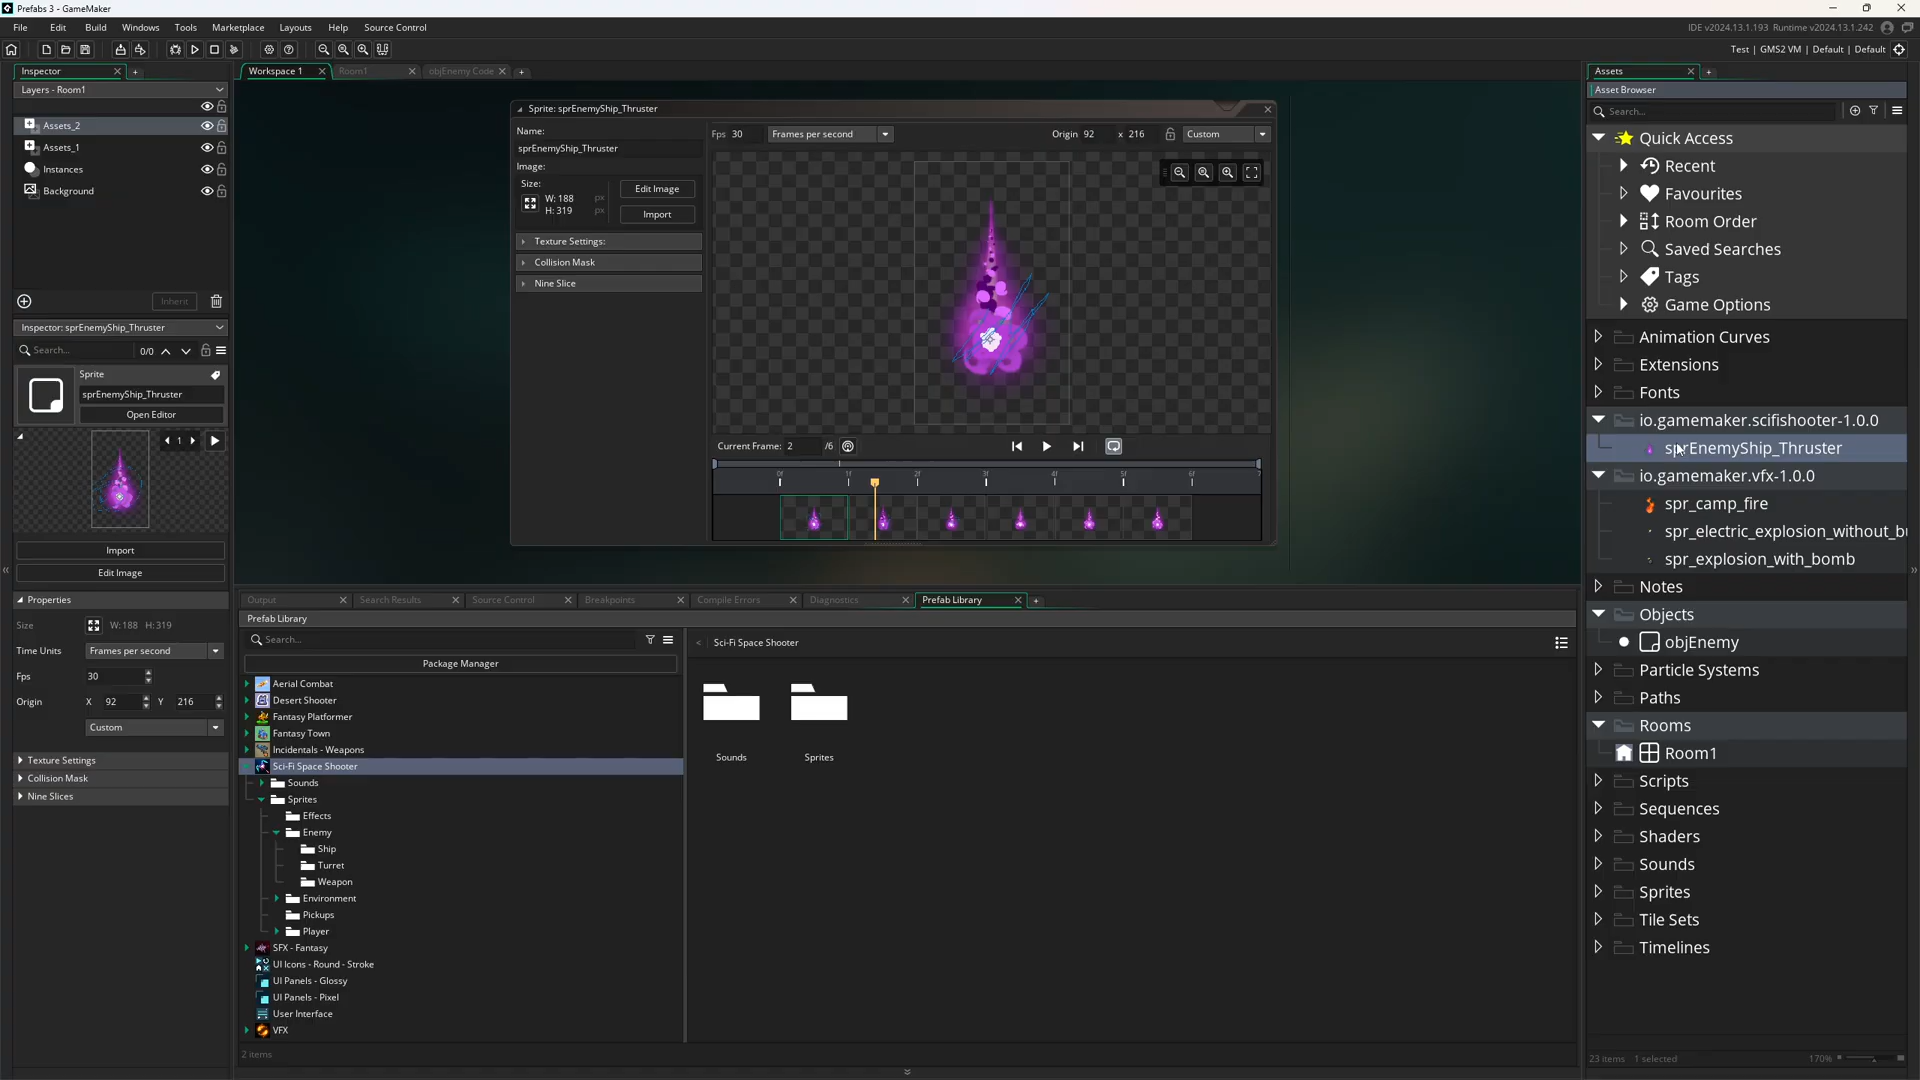 Prefabs 3 - GameMaker
File Edit Build Windows Tools Marketplace Layouts Help Source Control
IDE v2024.13.1.193 Runtime v2024.13.1.242
Test | GMS2 VM | Default | Default
Inspector
Layers - Room1
Assets_2
Assets_1
Instances
Background
Inherit
Inspector: sprEnemyShip_Thruster
Search... 0/0
Sprite
sprEnemyShip_Thruster
Open Editor
1
Import
Edit Image
Properties
Size W:188 H:319
Time Units Frames per second
Fps 30
Origin X 92 Y 216
Custom
Texture Settings
Collision Mask
Nine Slices
Workspace 1 Room1 objEnemy Code
Sprite: sprEnemyShip_Thruster
Name:
sprEnemyShip_Thruster
Image:
Size:
W: 188 px
H: 319 px
Edit Image
Import
Texture Settings:
Collision Mask
Nine Slice
Fps 30 Frames per second Origin 92 x 216 Custom
Current Frame: 2 /6
0f 1f 2f 3f 4f 5f 6f
Output Search Results Source Control Breakpoints Compile Errors Diagnostics Prefab Library
Prefab Library
Search...
Package Manager
Aerial Combat
Desert Shooter
Fantasy Platformer
Fantasy Town
Incidentals - Weapons
Sci-Fi Space Shooter
Sounds
Sprites
Effects
Enemy
Ship
Turret
Weapon
Environment
Pickups
Player
SFX - Fantasy
UI Icons - Round - Stroke
UI Panels - Glossy
UI Panels - Pixel
User Interface
VFX
2 items
< Sci-Fi Space Shooter
Sounds Sprites
Assets
Asset Browser
Search...
Quick Access
Recent
Favourites
Room Order
Saved Searches
Tags
Game Options
Animation Curves
Extensions
Fonts
io.gamemaker.scifishooter-1.0.0
sprEnemyShip_Thruster
io.gamemaker.vfx-1.0.0
spr_camp_fire
spr_electric_explosion_without_bu
spr_explosion_with_bomb
Notes
Objects
objEnemy
Particle Systems
Paths
Rooms
Room1
Scripts
Sequences
Shaders
Sounds
Sprites
Tile Sets
Timelines
23 items 1 selected 170%